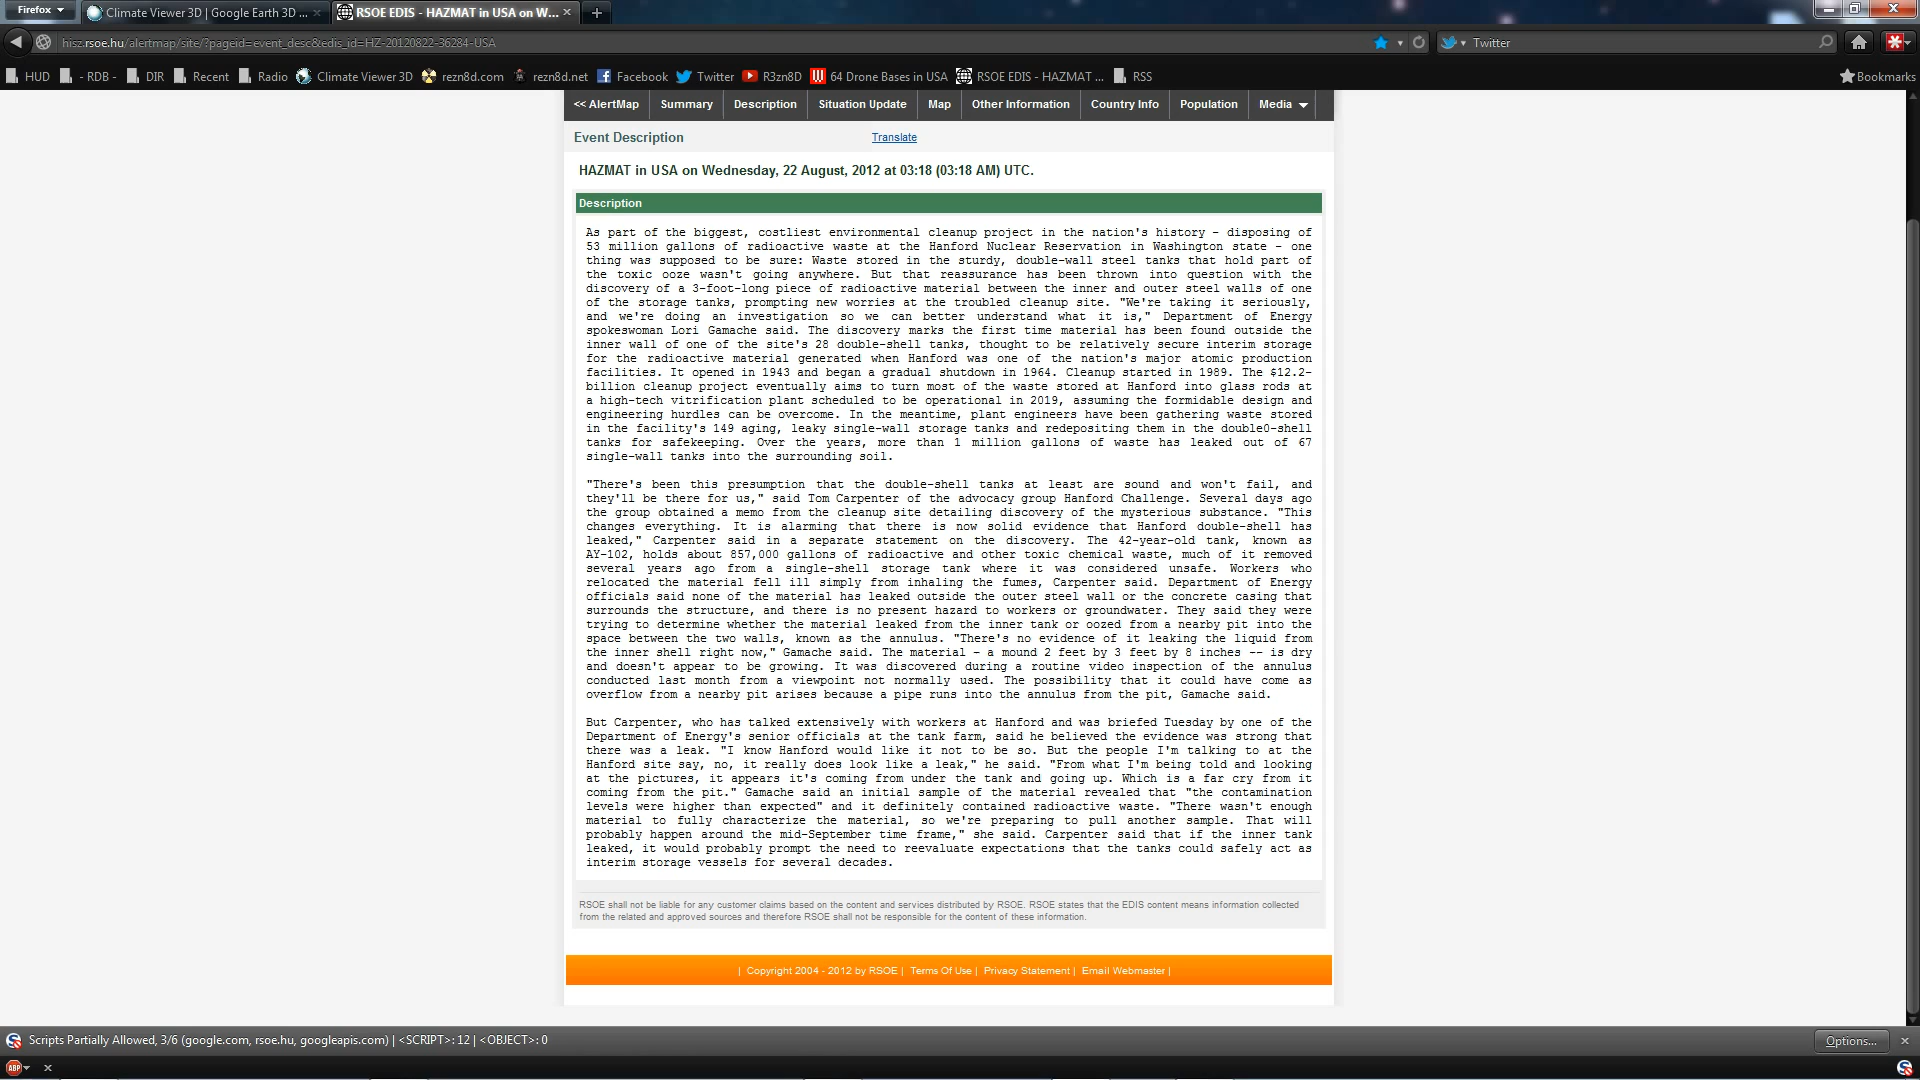 Firefox
Climate Viewer 3D | Google Earth 3D ...
RSOE EDIS - HAZMAT in USA on W...
hisz.rsoe.hu/alertmap/site/?pageid=event_desc&edis_id=HZ-20120822-36284-USA
Twitter
HUD - RDB - DIR Recent Radio Climate Viewer 3D rezn8d.com rezn8d.net Facebook Twitter R3zn8D 64 Drone Bases in USA RSOE EDIS - HAZMAT ... RSS Bookmarks
<< AlertMap Summary Description Situation Update Map Other Information Country Info Population Media
Event Description Translate
HAZMAT in USA on Wednesday, 22 August, 2012 at 03:18 (03:18 AM) UTC.
Description
As part of the biggest, costliest environmental cleanup project in the nation's history - disposing of
53 million gallons of radioactive waste at the Hanford Nuclear Reservation in Washington state - one
thing was supposed to be sure: Waste stored in the sturdy, double-wall steel tanks that hold part of
the toxic ooze wasn't going anywhere. But that reassurance has been thrown into question with the
discovery of a 3-foot-long piece of radioactive material between the inner and outer steel walls of one
of the storage tanks, prompting new worries at the troubled cleanup site. "We're taking it seriously,
and we're doing an investigation so we can better understand what it is," Department of Energy
spokeswoman Lori Gamache said. The discovery marks the first time material has been found outside the
inner wall of one of the site's 28 double-shell tanks, thought to be relatively secure interim storage
for the radioactive material generated when Hanford was one of the nation's major atomic production
facilities. It opened in 1943 and began a gradual shutdown in 1964. Cleanup started in 1989. The $12.2-
billion cleanup project eventually aims to turn most of the waste stored at Hanford into glass rods at
a high-tech vitrification plant scheduled to be operational in 2019, assuming the formidable design and
engineering hurdles can be overcome. In the meantime, plant engineers have been gathering waste stored
in the facility's 149 aging, leaky single-wall storage tanks and redepositing them in the double0-shell
tanks for safekeeping. Over the years, more than 1 million gallons of waste has leaked out of 67
single-wall tanks into the surrounding soil.
"There's been this presumption that the double-shell tanks at least are sound and won't fail, and
they'll be there for us," said Tom Carpenter of the advocacy group Hanford Challenge. Several days ago
the group obtained a memo from the cleanup site detailing discovery of the mysterious substance. "This
changes everything. It is alarming that there is now solid evidence that Hanford double-shell has
leaked," Carpenter said in a separate statement on the discovery. The 42-year-old tank, known as
AY-102, holds about 857,000 gallons of radioactive and other toxic chemical waste, much of it removed
several years ago from a single-shell storage tank where it was considered unsafe. Workers who
relocated the material fell ill simply from inhaling the fumes, Carpenter said. Department of Energy
officials said none of the material has leaked outside the outer steel wall or the concrete casing that
surrounds the structure, and there is no present hazard to workers or groundwater. They said they were
trying to determine whether the material leaked from the inner tank or oozed from a nearby pit into the
space between the two walls, known as the annulus. "There's no evidence of it leaking the liquid from
the inner shell right now," Gamache said. The material - a mound 2 feet by 3 feet by 8 inches -- is dry
and doesn't appear to be growing. It was discovered during a routine video inspection of the annulus
conducted last month from a viewpoint not normally used. The possibility that it could have come as
overflow from a nearby pit arises because a pipe runs into the annulus from the pit, Gamache said.
But Carpenter, who has talked extensively with workers at Hanford and was briefed Tuesday by one of the
Department of Energy's senior officials at the tank farm, said he believed the evidence was strong that
there was a leak. "I know Hanford would like it not to be so. But the people I'm talking to at the
Hanford site say, no, it really does look like a leak," he said. "From what I'm being told and looking
at the pictures, it appears it's coming from under the tank and going up. Which is a far cry from it
coming from the pit." Gamache said an initial sample of the material revealed that "the contamination
levels were higher than expected" and it definitely contained radioactive waste. "There wasn't enough
material to fully characterize the material, so we're preparing to pull another sample. That will
probably happen around the mid-September time frame," she said. Carpenter said that if the inner tank
leaked, it would probably prompt the need to reevaluate expectations that the tanks could safely act as
interim storage vessels for several decades.
RSOE shall not be liable for any customer claims based on the content and services distributed by RSOE. RSOE states that the EDIS content means information collected
from the related and approved sources and therefore RSOE shall not be responsible for the content of these information.
| Copyright 2004 - 2012 by RSOE | Terms Of Use | Privacy Statement | Email Webmaster |
Scripts Partially Allowed, 3/6 (google.com, rsoe.hu, googleapis.com) | <SCRIPT>: 12 | <OBJECT>: 0
Options...
ABP